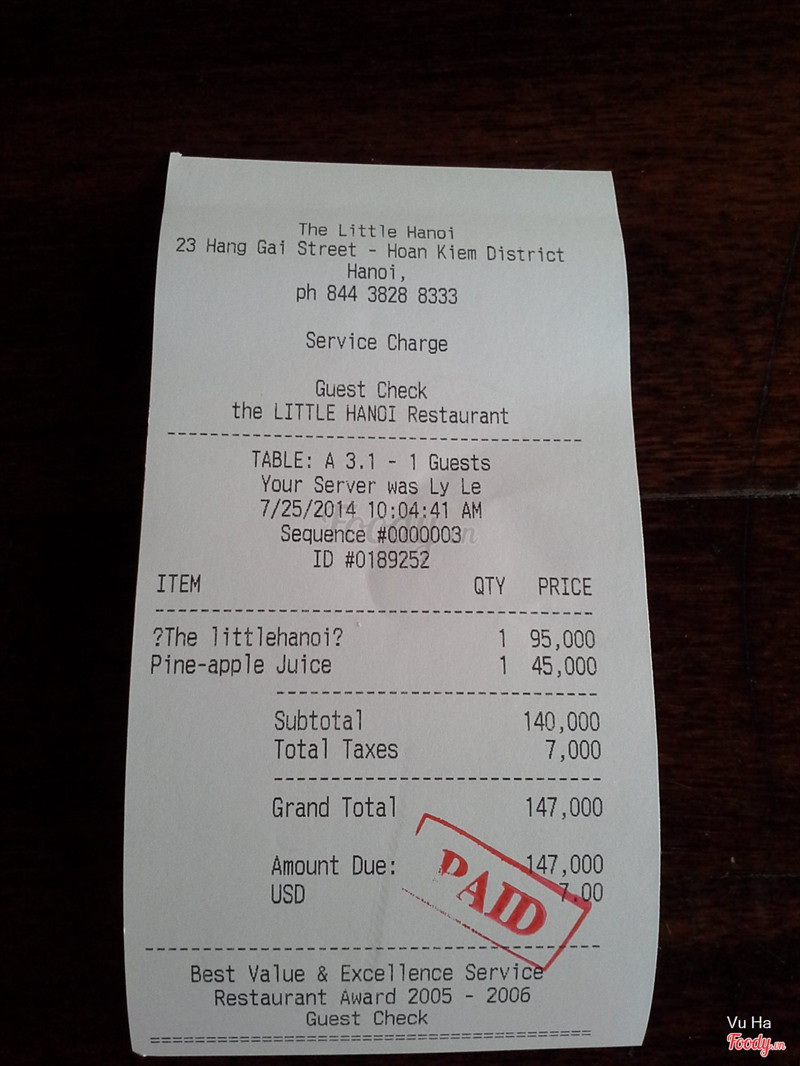 The Little Hanoi
23 Hang Gai Street - Hoan Kiem District
Hanoi,
ph 844 3828 8333
Service Charge
Guest Check
the LITTLE HANOI Restaurant
TABLE: A 3.1 - 1 Guests
Your Server was Ly Le
7/25/2014 10:04:41 AM
Sequence #0000003
ID #0189252
ITEM QTY PRICE
?The littlehanoi? 1 95,000
Pine-apple Juice 1 45,000
Subtotal 140,000
Total Taxes 7,000
Grand Total 147,000
Amount Due: 147,000
USD 7.00
PAID
Best Value & Excellence Service
Restaurant Award 2005 - 2006
Guest Check
Vu Ha
Foody.vn